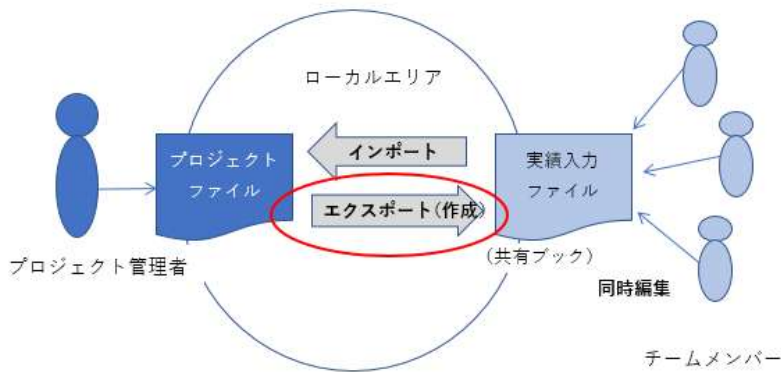 ローカルエリア
インポート
プロジェクト
ファイル
実績入力
ファイル
エクスポート(作成)
(共有ブック)
プロジェクト管理者
同時編集
チームメンバー